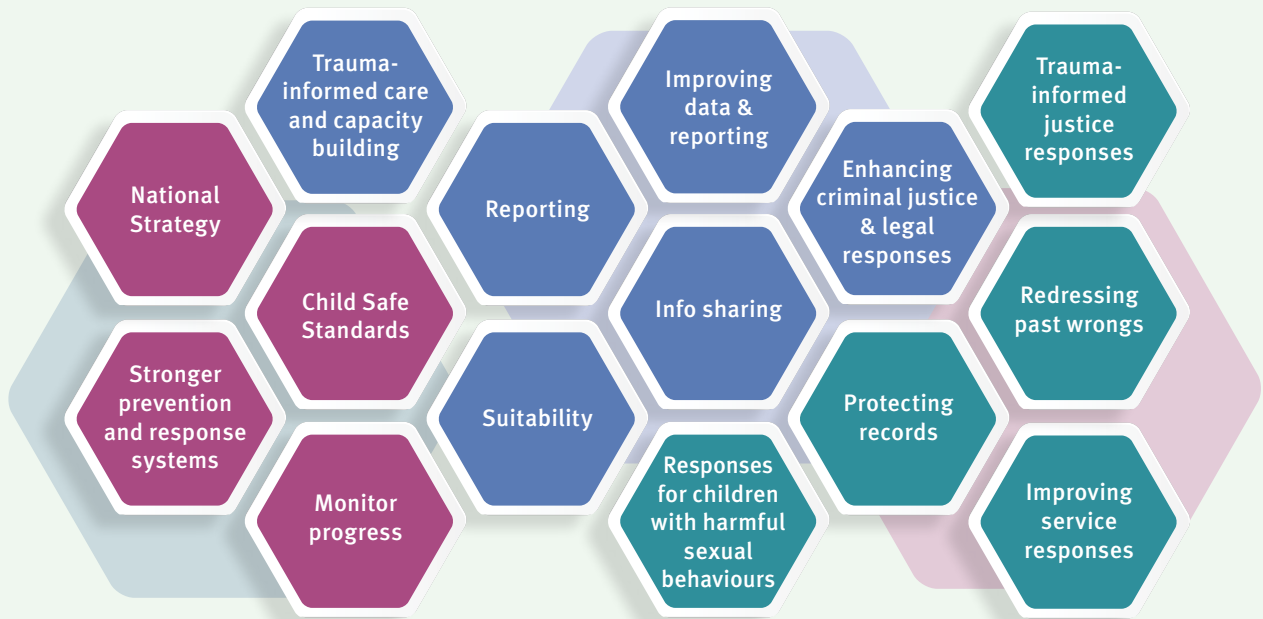 Trauma-
informed care
and capacity
building
Improving
data &
reporting
Trauma-
informed
justice
responses
National
Strategy
Reporting
Enhancing
criminal justice
& legal
responses
Child Safe
Standards
Info sharing
Redressing
past wrongs
Stronger
prevention
and response
systems
Suitability
Protecting
records
Monitor
progress
Responses
for children
with harmful
sexual
behaviours
Improving
service
responses